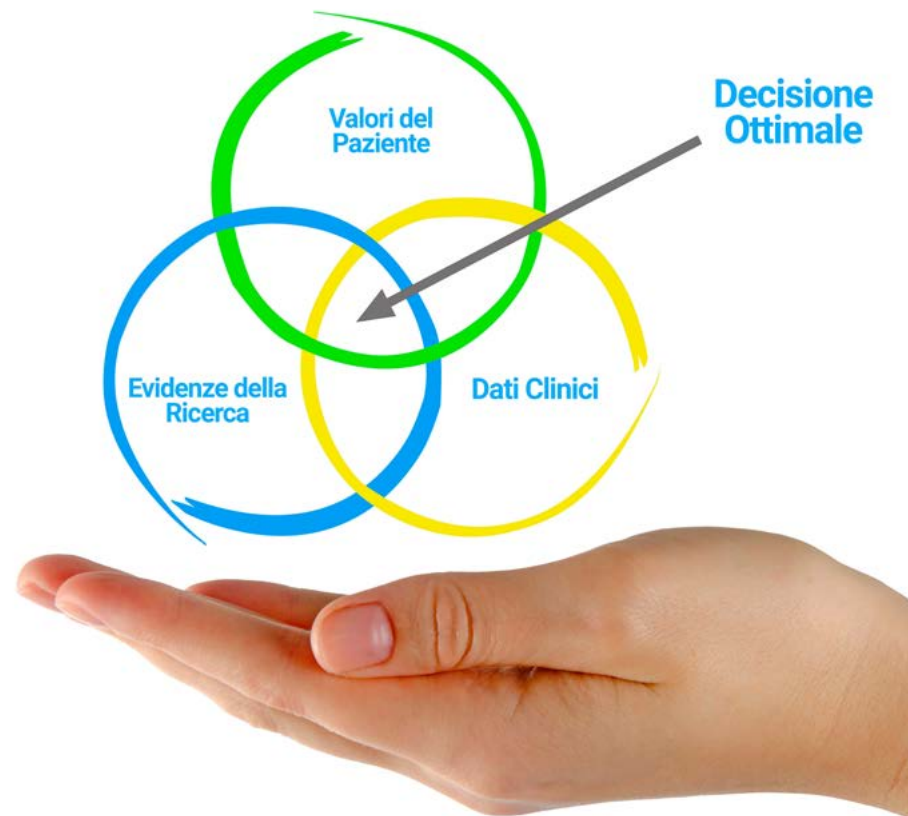 Valori del
Paziente
Decisione
Ottimale
Evidenze della
Ricerca
Dati Clinici